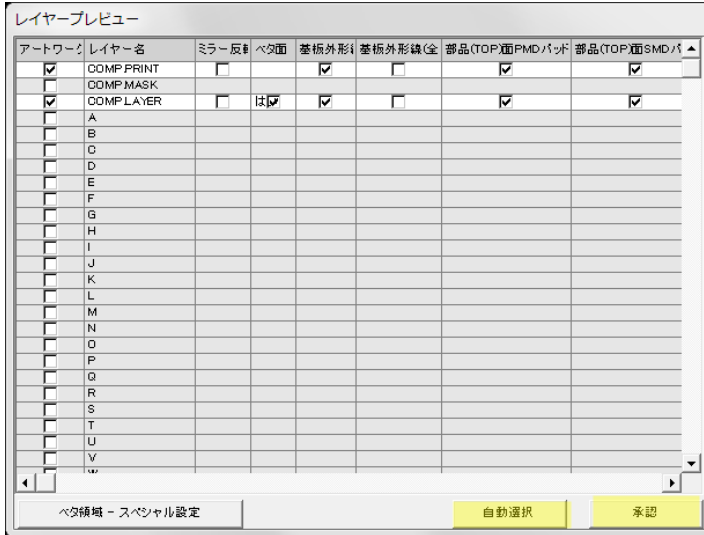 レイヤープレビュー
アートワーク レイヤー名 ミラー反転 ベタ面 基板外形線 基板外形線(全 部品(TOP)面PMDパッド 部品(TOP)面SMDパ
COMP.PRINT
COMP.MASK
COMP.LAYER は
A
B
C
D
E
F
G
H
I
J
K
L
M
N
O
P
Q
R
S
T
U
V
W
ベタ領域 - スペシャル設定 自動選択 承認